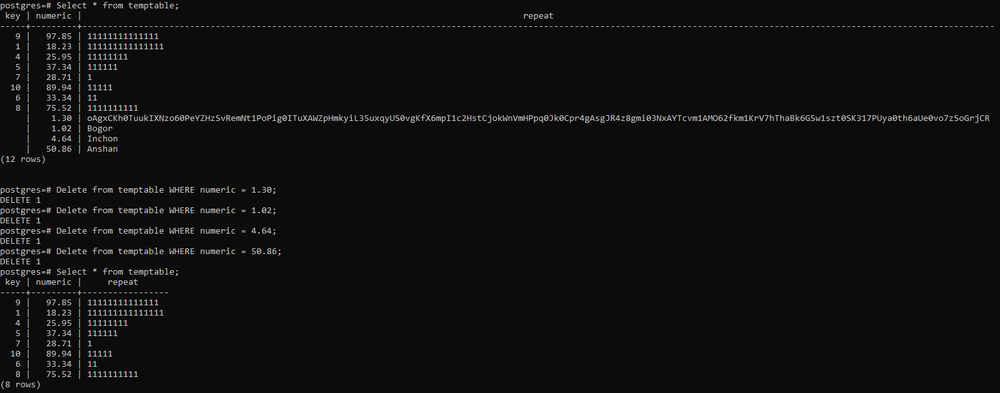 postgres=# Select * from temptable;
 key | numeric |                                                                                          repeat
-----+---------+----------------------------------------------------------------------------------------------------------------------------------------------------------------------------------
   9 |   97.85 | 11111111111111
   1 |   18.23 | 111111111111111
   4 |   25.95 | 11111111
   5 |   37.34 | 111111
   7 |   28.71 | 1
  10 |   89.94 | 11111
   6 |   33.34 | 11
   8 |   75.52 | 1111111111
     |    1.30 | oAgxCKh0TuukIXNzo60PeYZHzSvRemNt1PoPig0ITuXAWZpHmkyiL35uxqyUS0vgKfX6mpI1c2HstCjokWnVmHPpq0Jk0Cpr4gAsgJR4z8gmi03NxAYTcvm1AMO62fkm1KrV7hThaBk6GSw1szt0SK317PUya0th6aUe0vo7zSoGrjCR
     |    1.02 | Bogor
     |    4.64 | Inchon
     |   50.86 | Anshan
(12 rows)
postgres=# Delete from temptable WHERE numeric = 1.30;
DELETE 1
postgres=# Delete from temptable WHERE numeric = 1.02;
DELETE 1
postgres=# Delete from temptable WHERE numeric = 4.64;
DELETE 1
postgres=# Delete from temptable WHERE numeric = 50.86;
DELETE 1
postgres=# Select * from temptable;
 key | numeric |     repeat
-----+---------+-----------------
   9 |   97.85 | 11111111111111
   1 |   18.23 | 111111111111111
   4 |   25.95 | 11111111
   5 |   37.34 | 111111
   7 |   28.71 | 1
  10 |   89.94 | 11111
   6 |   33.34 | 11
   8 |   75.52 | 1111111111
(8 rows)